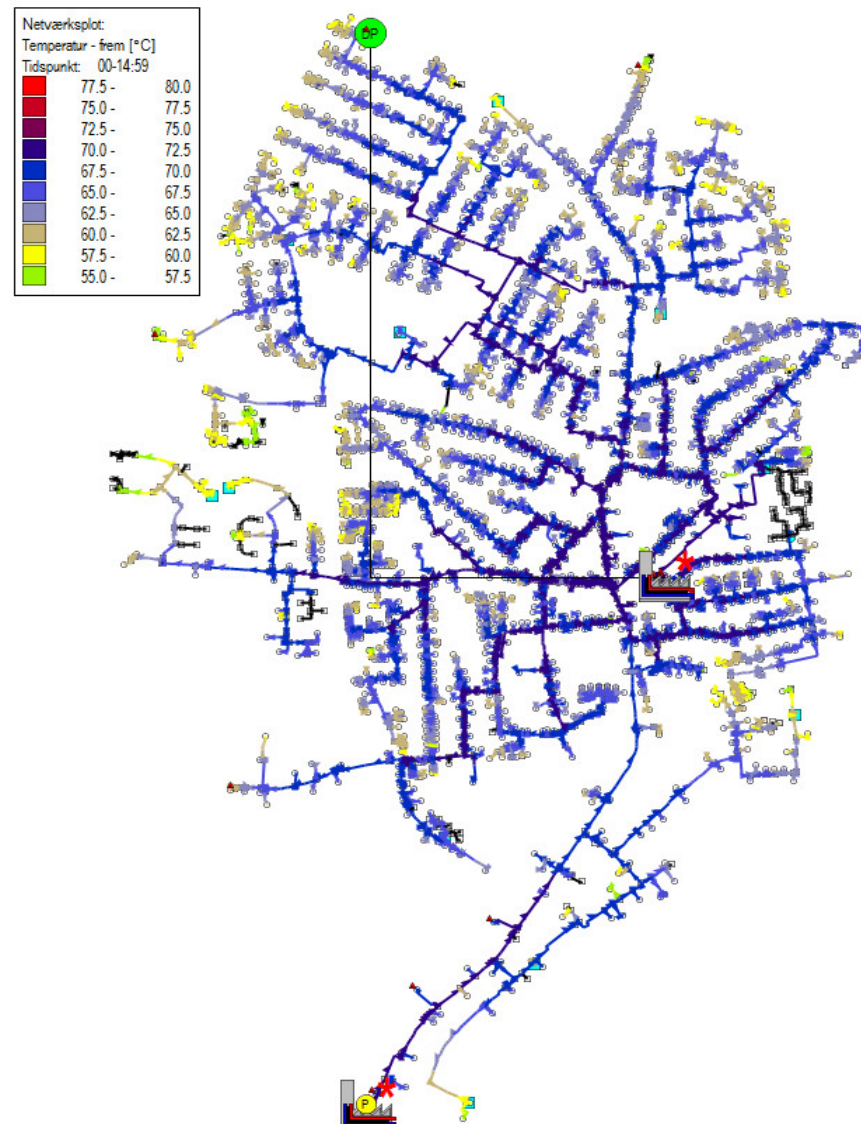 Netværksplot:
Temperatur - frem [°C]
Tidspunkt: 00-14:59
77.5 - 80.0
75.0 - 77.5
72.5 - 75.0
70.0 - 72.5
67.5 - 70.0
65.0 - 67.5
62.5 - 65.0
60.0 - 62.5
57.5 - 60.0
55.0 - 57.5
DP
P